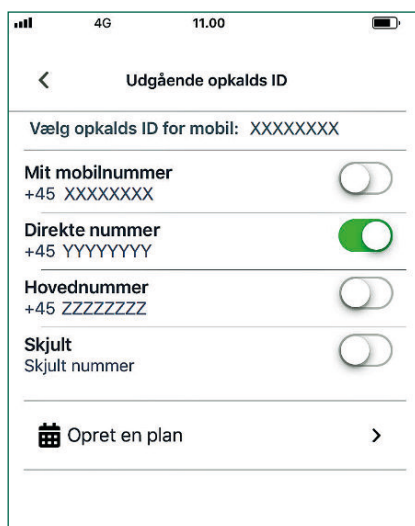 4G 11.00
Udgående opkalds ID
Vælg opkalds ID for mobil: XXXXXXXX
Mit mobilnummer
+45 XXXXXXXX
Direkte nummer
+45 YYYYYYYY
Hovednummer
+45 ZZZZZZZZ
Skjult
Skjult nummer
Opret en plan